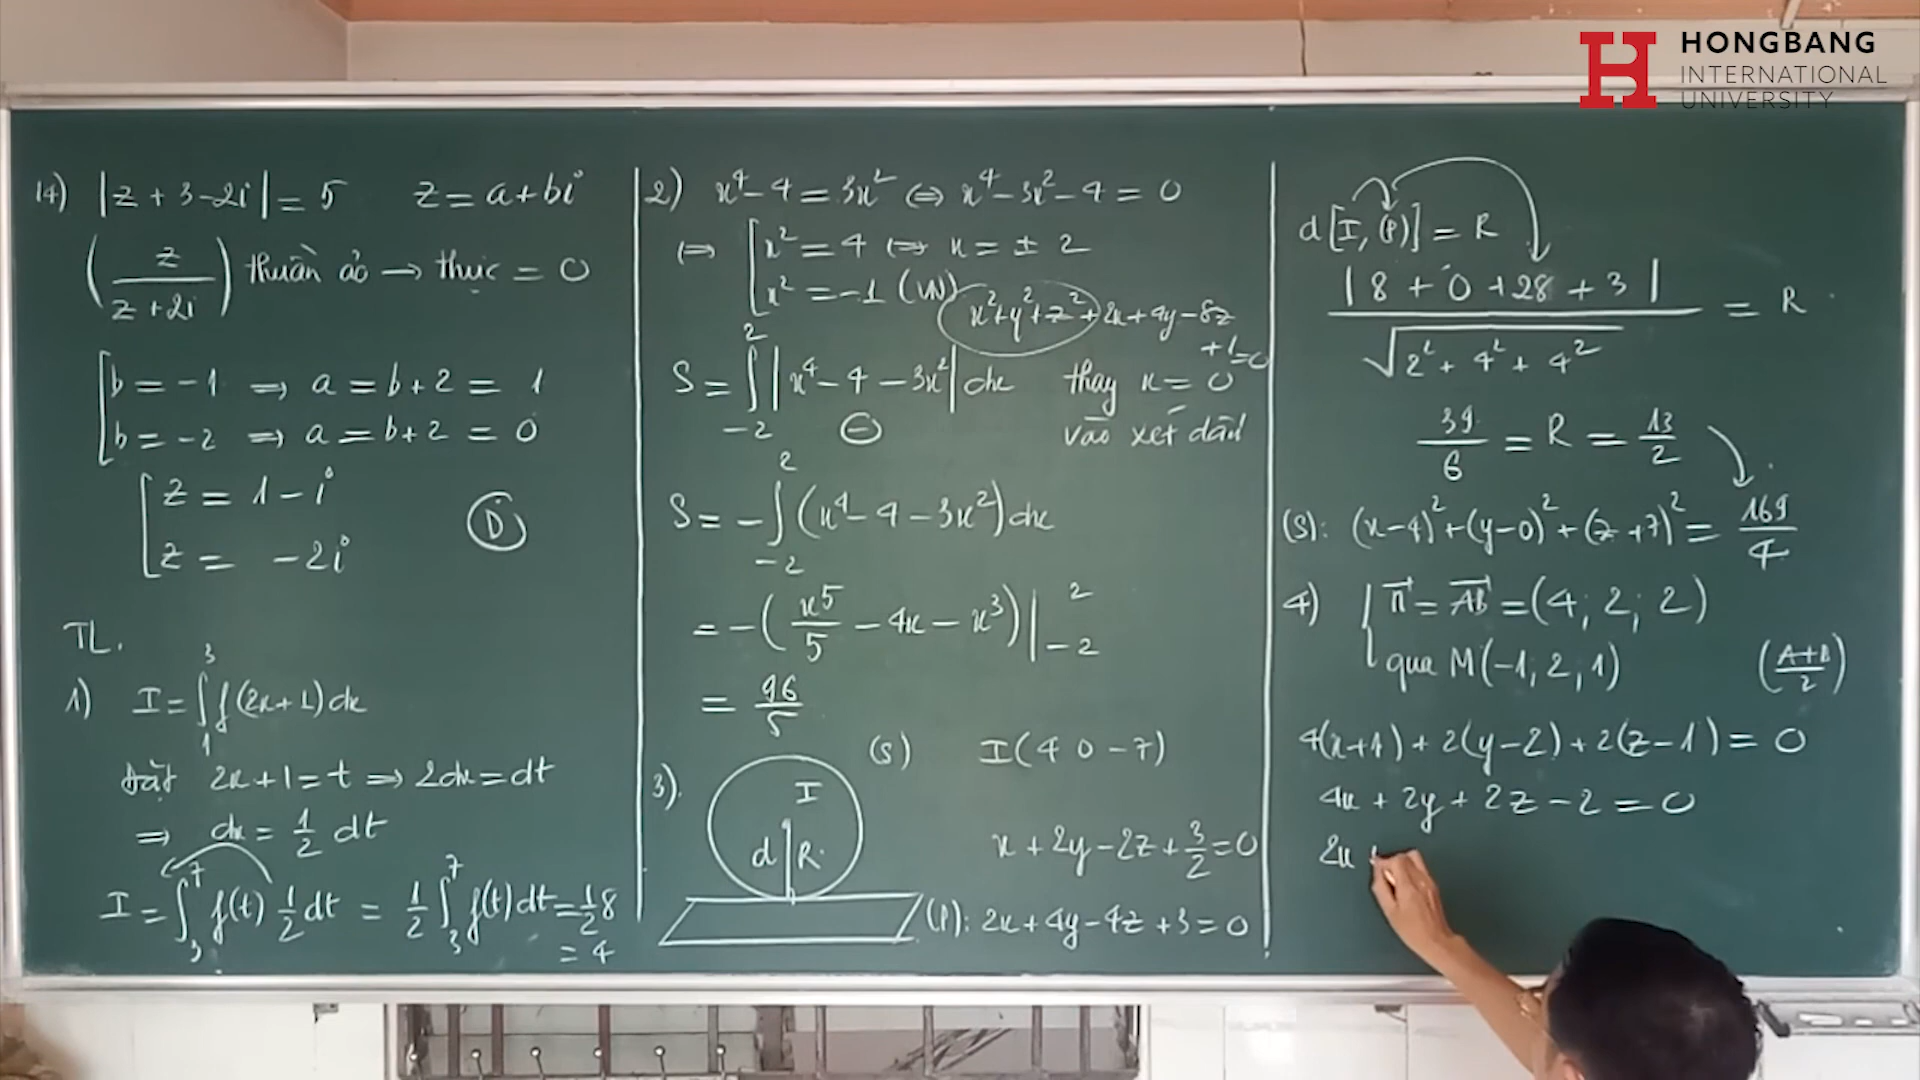 HONGBANG
INTERNATIONAL
UNIVERSITY
14) |z + 3 - 2i| = 5    z = a + bi
(z/(z + 2i)) thuần ảo → thực = 0
[b = -1 ⇒ a = b + 2 = 1
[b = -2 ⇒ a = b + 2 = 0
[z = 1 - i
[z = -2i
(D)
TL.
1) I = ∫₁³ f(2x+1)dx
Đặt 2x + 1 = t ⇒ 2dx = dt
⇒ dx = 1/2 dt
I = ∫₃⁷ f(t) 1/2 dt = 1/2 ∫₃⁷ f(t)dt = 1/2 8
= 4
2) x⁴ - 4 = 3x² ⇔ x⁴ - 3x² - 4 = 0
⇔ [x² = 4 ⇔ x = ± 2
[x² = -1 (VN)
x² + y² + z² + 2x + 4y - 8z
+1 = 0
S = ∫₋₂² |x⁴ - 4 - 3x²| dx    thay x = 0
(-)    vào xét dấu
S = -∫₋₂² (x⁴ - 4 - 3x²)dx
= -(x⁵/5 - 4x - x³)|₋₂²
= 96/5
3).    (S)    I(4 0 -7)
I
d R.
x + 2y - 2z + 3/2 = 0
(P): 2x + 4y - 4z + 3 = 0
d[I, (P)] = R
|8 + 0 + 28 + 3| / √(2² + 4² + 4²) = R
39/6 = R = 13/2
(S): (x-4)² + (y-0)² + (z+7)² = 169/4
4) n⃗ = AB⃗ = (4; 2; 2)
qua M(-1, 2, 1)    ((A+B)/2)
4(x+1) + 2(y-2) + 2(z-1) = 0
4x + 2y + 2z - 2 = 0
2x +